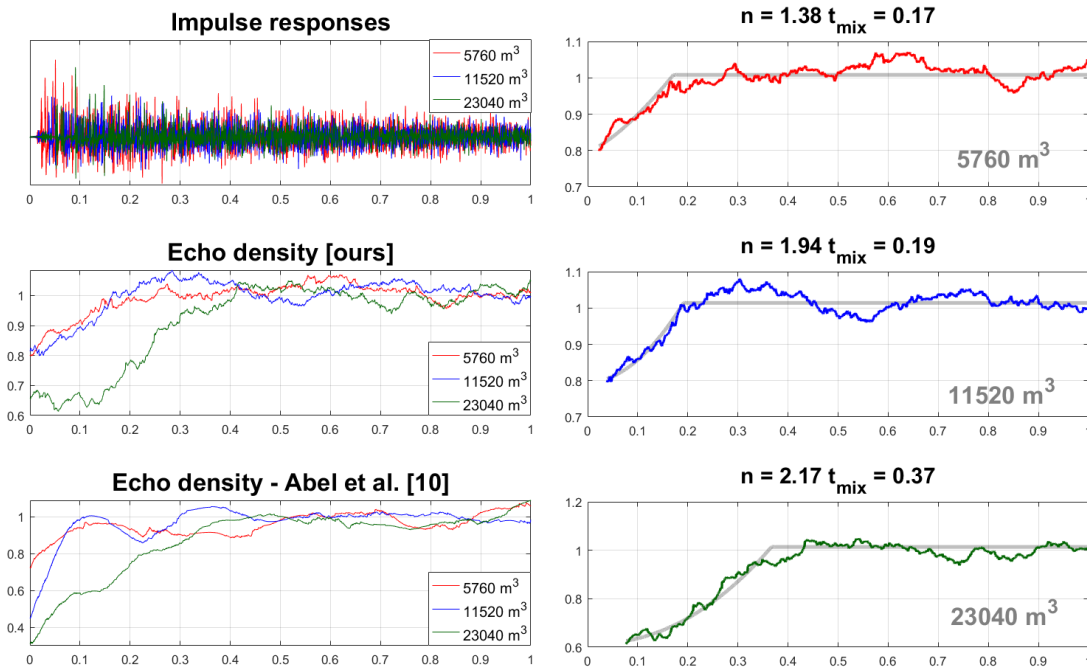 Impulse responses
5760 m³
11520 m³
23040 m³
0 0.1 0.2 0.3 0.4 0.5 0.6 0.7 0.8 0.9 1
Echo density [ours]
1
0.9
0.8
0.7
0.6
5760 m³
11520 m³
23040 m³
0 0.1 0.2 0.3 0.4 0.5 0.6 0.7 0.8 0.9 1
Echo density - Abel et al. [10]
1
0.8
0.6
0.4
5760 m³
11520 m³
23040 m³
0 0.1 0.2 0.3 0.4 0.5 0.6 0.7 0.8 0.9 1
n = 1.38 t_mix = 0.17
1.1
1
0.9
0.8
0.7
5760 m³
0 0.1 0.2 0.3 0.4 0.5 0.6 0.7 0.8 0.9 1
n = 1.94 t_mix = 0.19
1.1
1
0.9
0.8
0.7
11520 m³
0 0.1 0.2 0.3 0.4 0.5 0.6 0.7 0.8 0.9 1
n = 2.17 t_mix = 0.37
1.2
1
0.8
0.6
23040 m³
0 0.1 0.2 0.3 0.4 0.5 0.6 0.7 0.8 0.9 1